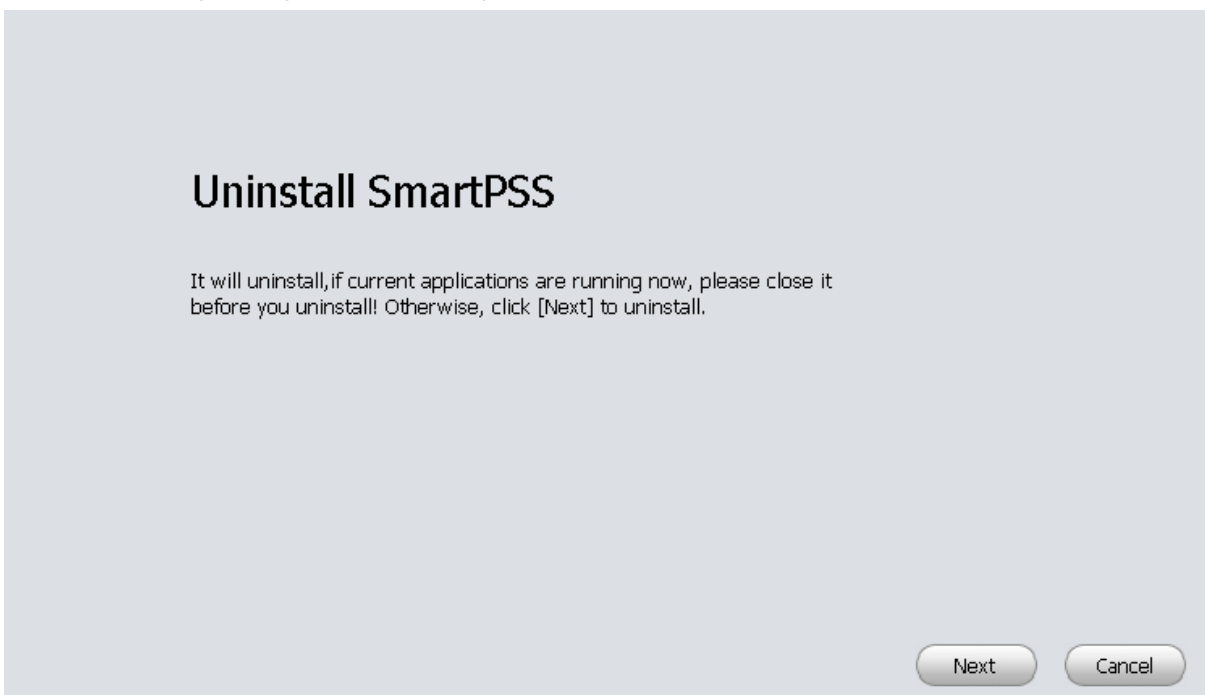 Uninstall SmartPSS
It will uninstall,if current applications are running now, please close it
before you uninstall! Otherwise, click [Next] to uninstall.
Next
Cancel